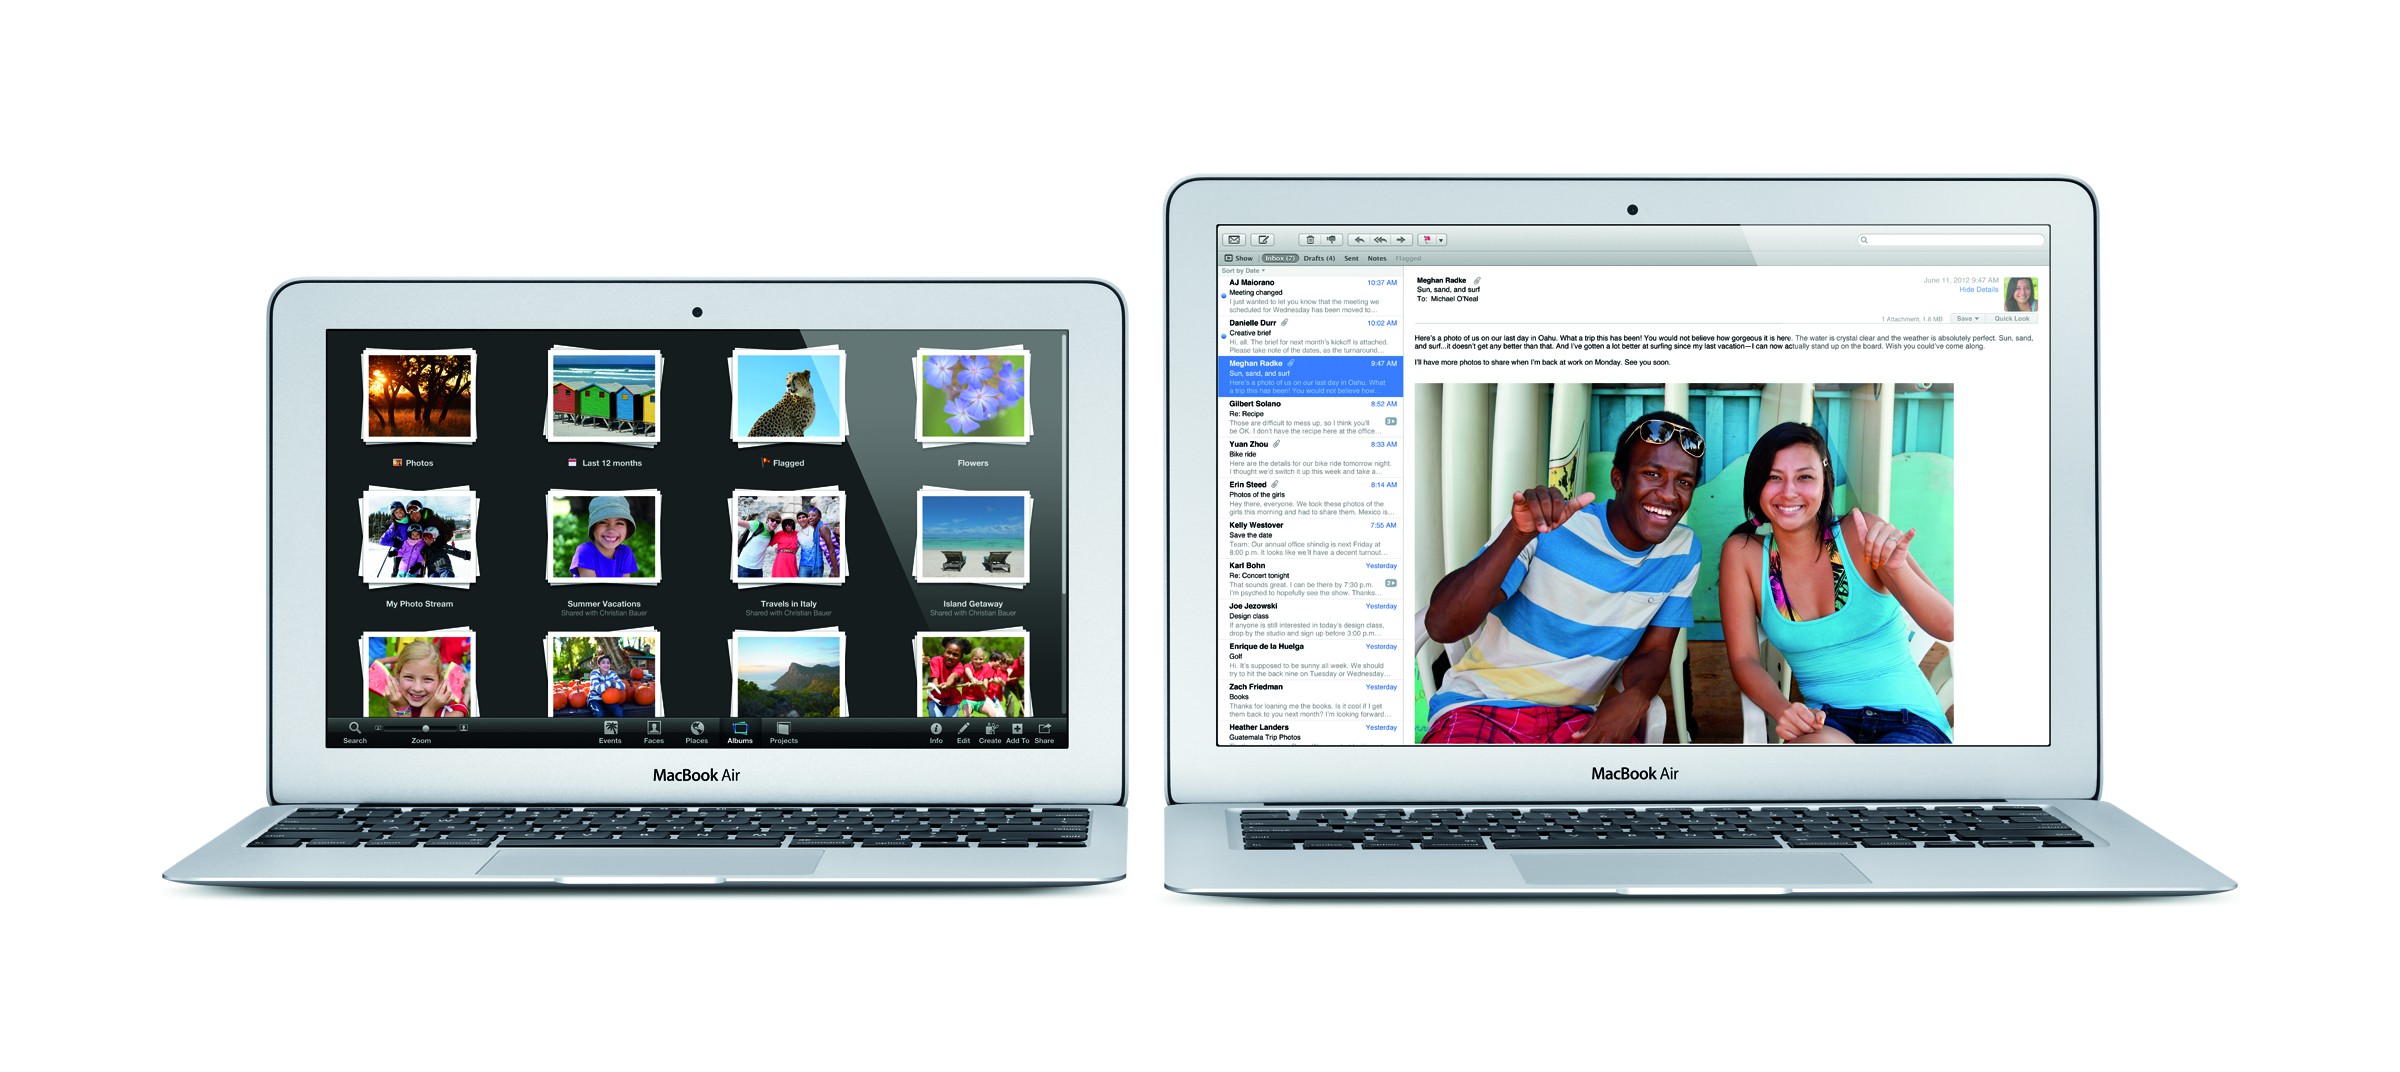 Photos
Last 12 months
Flagged
Flowers
My Photo Stream
Summer Vacations
Shared with Christian Bauer
Travels in Italy
Shared with Christian Bauer
Island Getaway
Shared with Christian Bauer
Search
Zoom
Events
Faces
Places
Albums
Projects
Info
Edit
Create
Add To
Share
MacBook Air
Show
Inbox (7)
Drafts (4)
Sent
Notes
Flagged
Sort by Date
AJ Maiorano 10:37 AM
Meeting changed
I just wanted to let you know that the meeting we
scheduled for Wednesday has been moved to...
Danielle Durr 10:02 AM
Creative brief
Hi, all. The brief for next month's kickoff is attached.
Please take note of the dates, as the turnaround...
Meghan Radke 9:47 AM
Sun, sand, and surf
Here's a photo of us on our last day in Oahu. What
a trip this has been! You would not believe how...
Gilbert Solano 8:52 AM
Re: Recipe
Those are difficult to mess up, so I think you'll
be OK. I don't have the recipe here at the office...
Yuan Zhou 8:33 AM
Bike ride
Here are the details for our bike ride tomorrow night.
I thought we'd switch it up this week and take a...
Erin Steed 8:14 AM
Photos of the girls
Hey there, everyone. We took these photos of the
girls this morning and had to share them. Mexico is...
Kelly Westover 7:55 AM
Save the date
Team: Our annual office shindig is next Friday at
8:00 p.m. It looks like we'll have a decent turnout...
Karl Bohn Yesterday
Re: Concert tonight
That sounds great. I can be there by 7:30 p.m.
I'm psyched to hopefully see the show. Thanks...
Joe Jezowski Yesterday
Design class
If anyone is still interested in today's design class,
drop by the studio and sign up before 3:00 p.m...
Enrique de la Huelga Yesterday
Golf
Hi. It's supposed to be sunny all week. We should
try to hit the back nine on Tuesday or Wednesday...
Zach Friedman Yesterday
Books
Thanks for loaning me the books. Is it cool if I get
them back to you next month? I'm looking forward...
Heather Landers Yesterday
Guatemala Trip Photos
Meghan Radke
Sun, sand, and surf
To: Michael O'Neal
June 11, 2012 9:47 AM
Hide Details
1 Attachment, 1.8 MB
Save
Quick Look
Here's a photo of us on our last day in Oahu. What a trip this has been! You would not believe how gorgeous it is here. The water is crystal clear and the weather is absolutely perfect. Sun, sand,
and surf...it doesn't get any better than that. And I've gotten a lot better at surfing since my last vacation—I can now actually stand up on the board. Wish you could've come along.
I'll have more photos to share when I'm back at work on Monday. See you soon.
MacBook Air